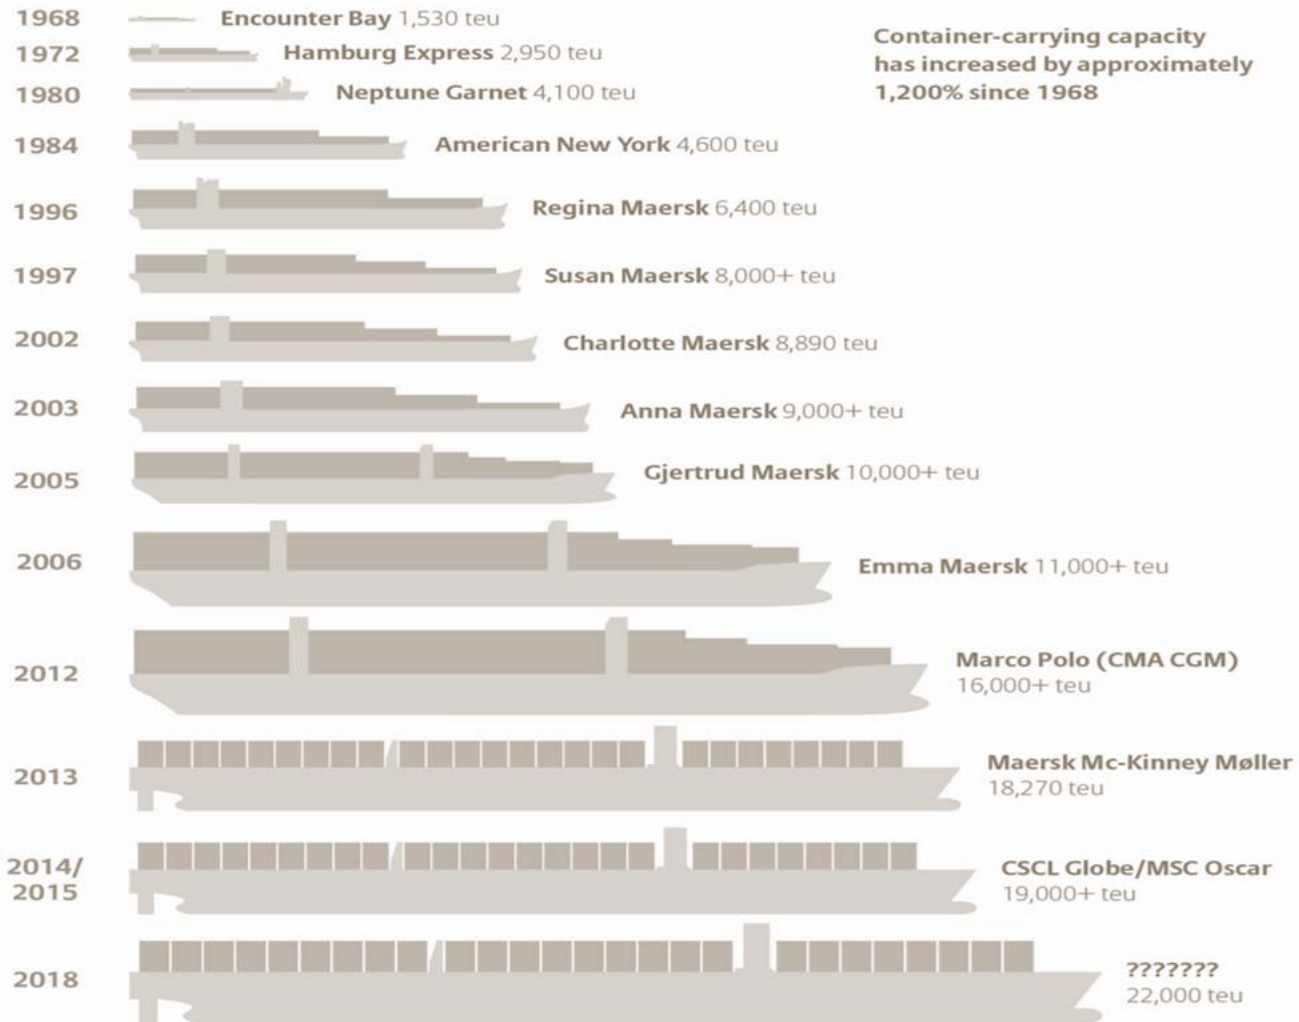 1968 Encounter Bay 1,530 teu
1972 Hamburg Express 2,950 teu
1980 Neptune Garnet 4,100 teu
Container-carrying capacity
has increased by approximately
1,200% since 1968
1984 American New York 4,600 teu
1996 Regina Maersk 6,400 teu
1997 Susan Maersk 8,000+ teu
2002 Charlotte Maersk 8,890 teu
2003 Anna Maersk 9,000+ teu
2005 Gjertrud Maersk 10,000+ teu
2006 Emma Maersk 11,000+ teu
2012 Marco Polo (CMA CGM)
16,000+ teu
2013 Maersk Mc-Kinney Møller
18,270 teu
2014/
2015
CSCL Globe/MSC Oscar
19,000+ teu
2018 ???????
22,000 teu